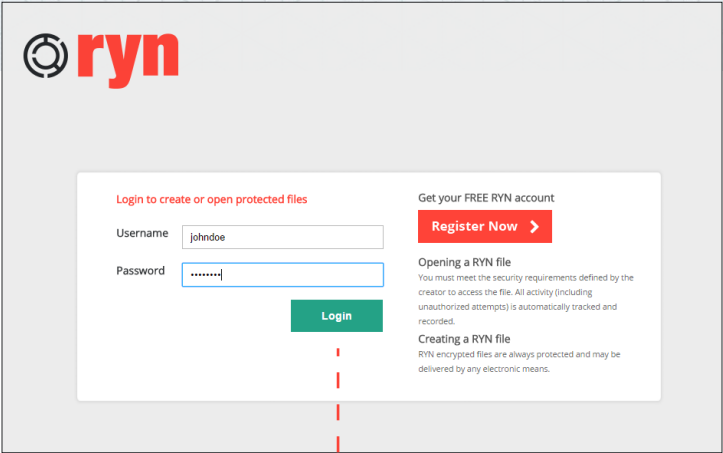 ryn
Login to create or open protected files
Username
johndoe
Password
••••••••
Login
Get your FREE RYN account
Register Now
Opening a RYN file
You must meet the security requirements defined by the
creator to access the file. All activity (including
unauthorized attempts) is automatically tracked and
recorded.
Creating a RYN file
RYN encrypted files are always protected and may be
delivered by any electronic means.